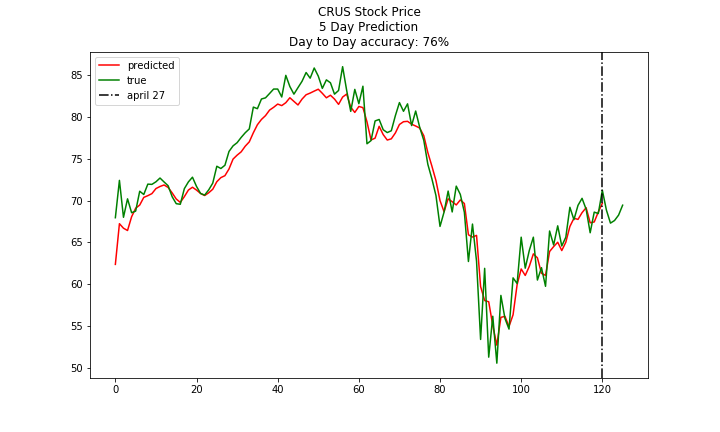 CRUS Stock Price
5 Day Prediction
Day to Day accuracy: 76%
predicted
true
april 27
85
80
75
70
65
60
55
50
0 20 40 60 80 100 120